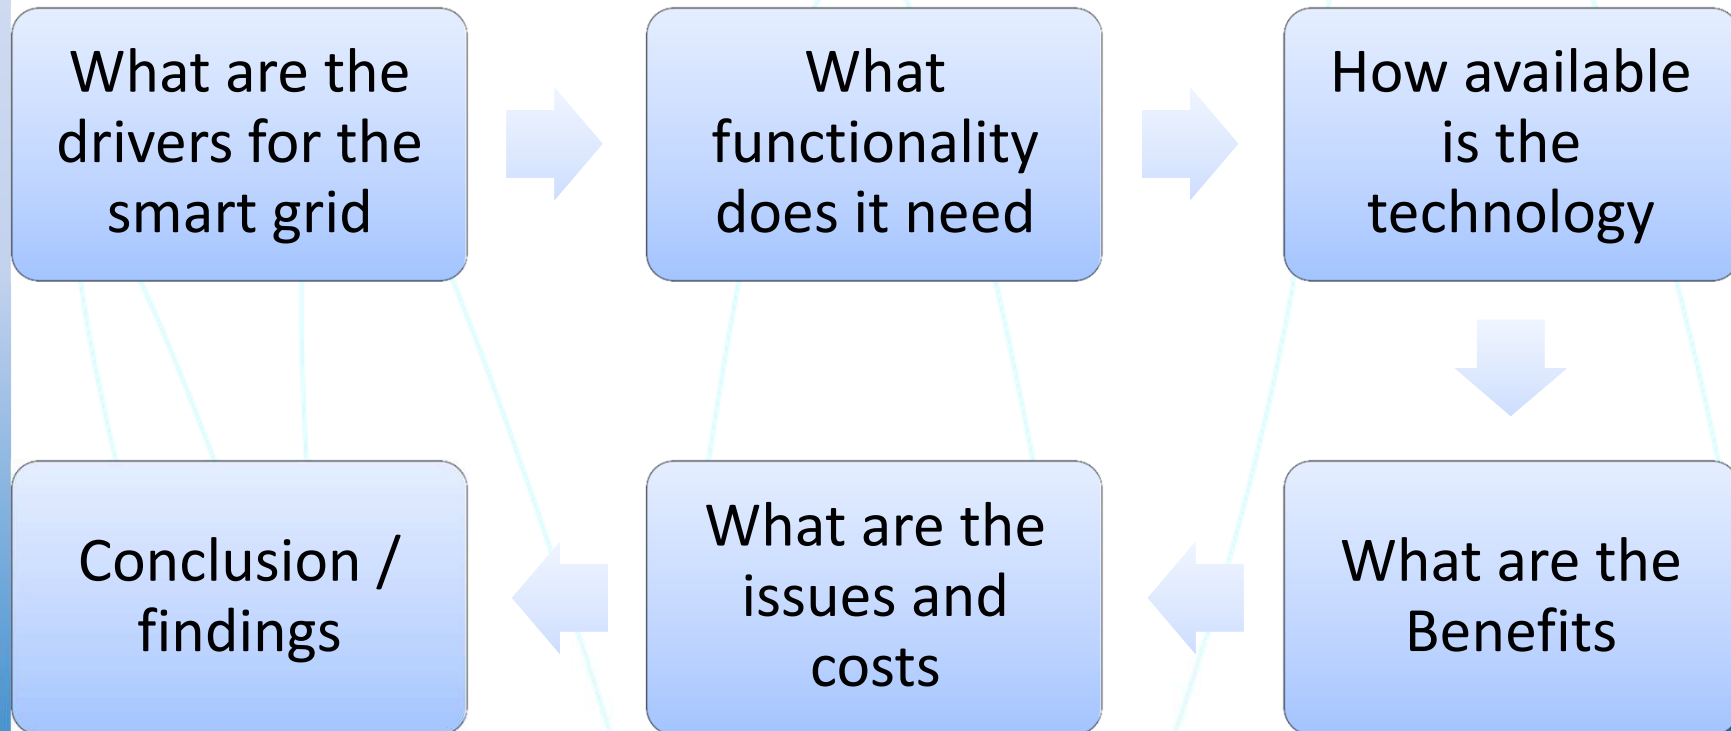 What are the
drivers for the
smart grid
What
functionality
does it need
How available
is the
technology
What are the
Benefits
What are the
issues and
costs
Conclusion /
findings